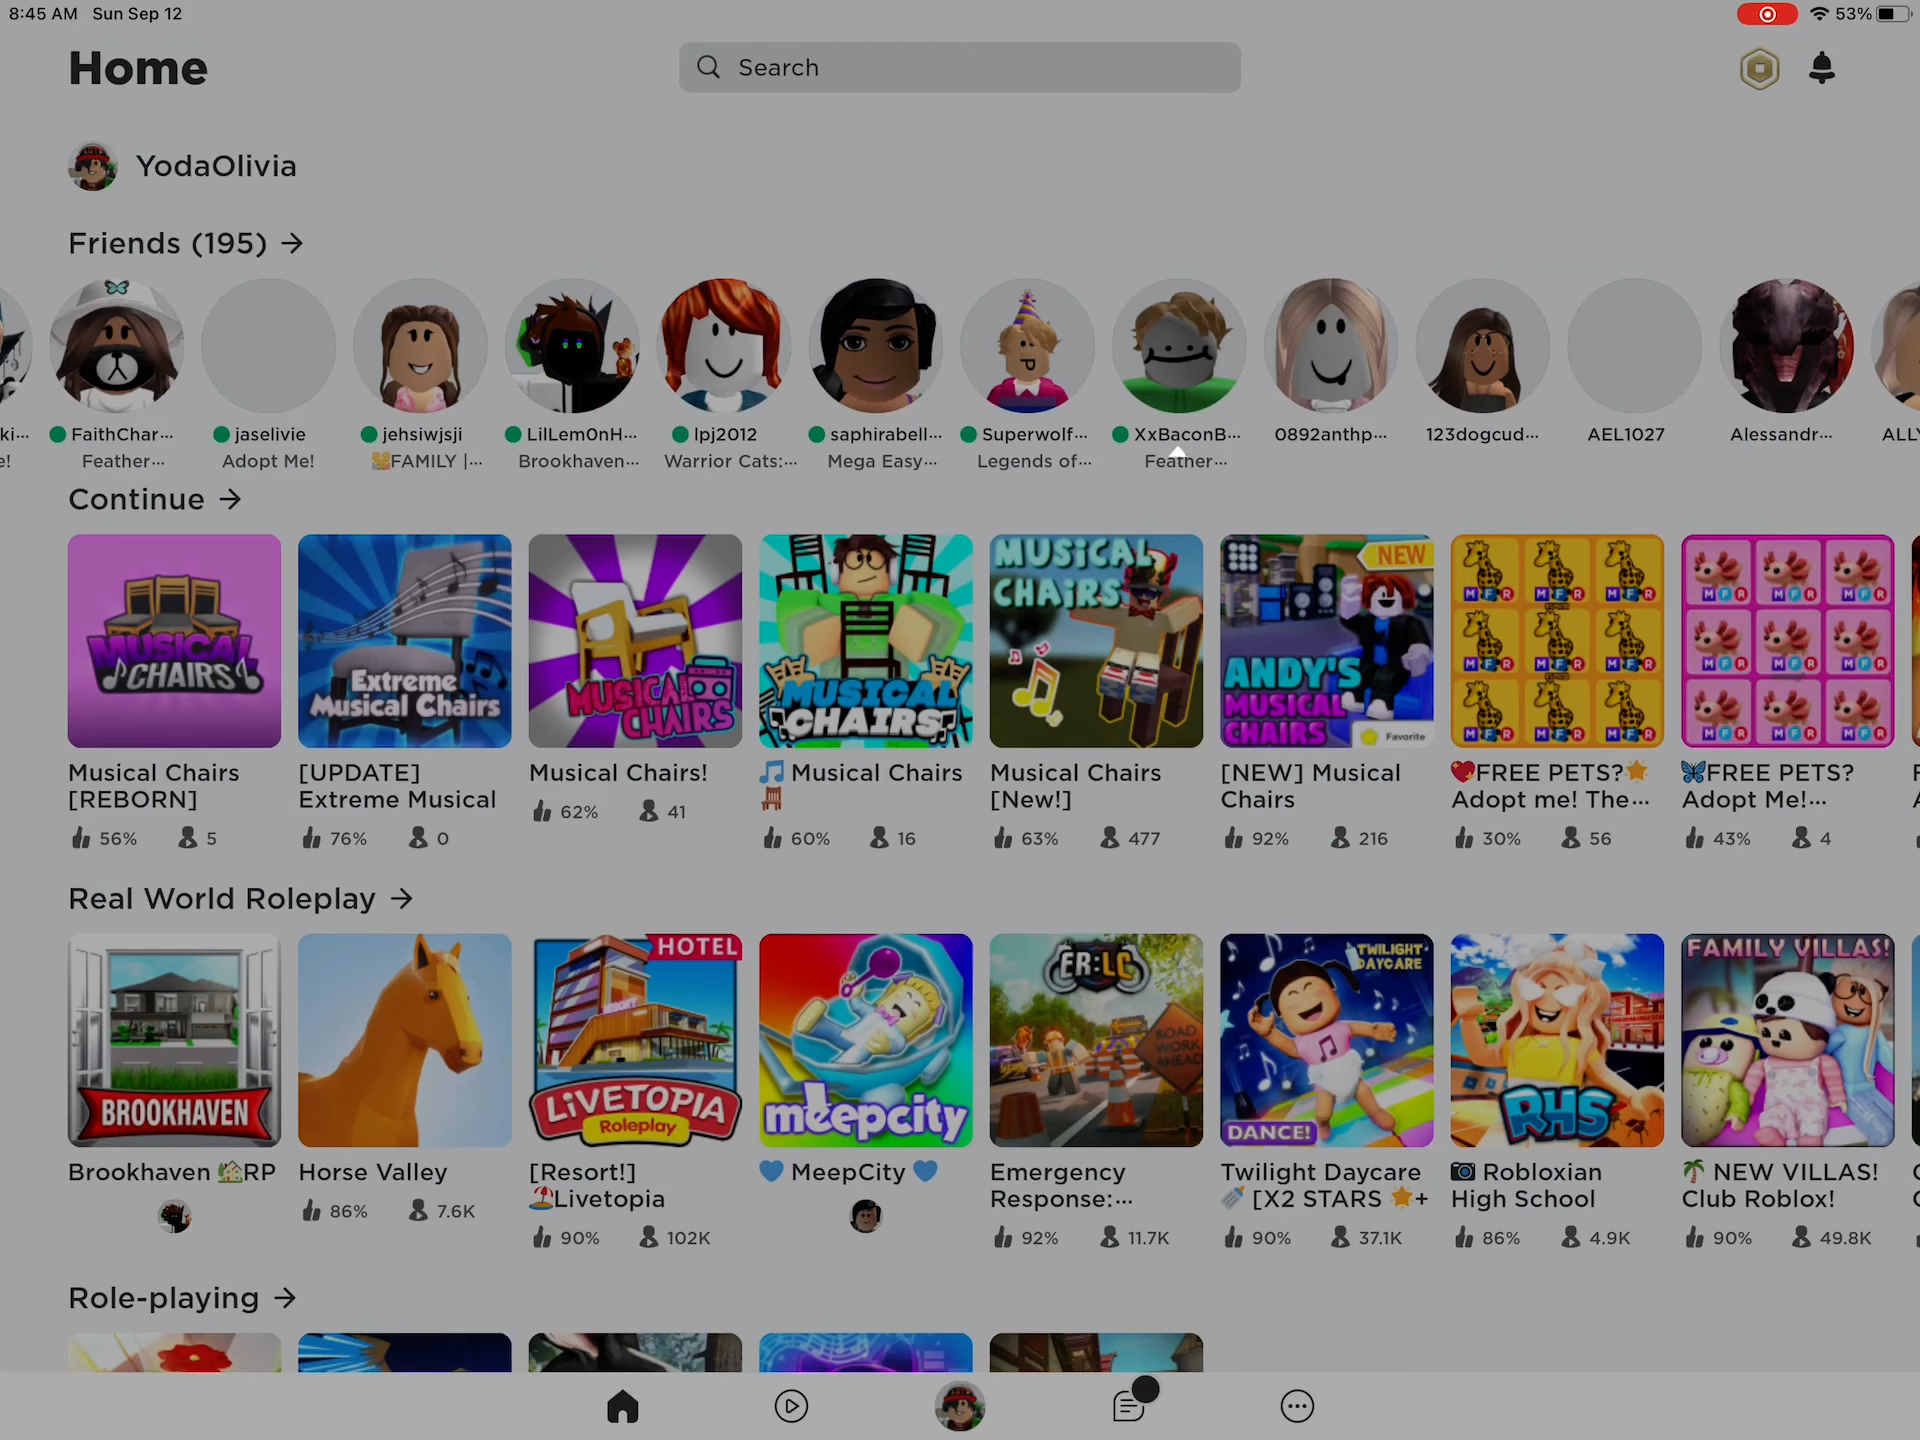 8:45 AM Sun Sep 12
53%
Home
Search
YodaOlivia
Friends (195) →
ki... FaithChar... jaselivie jehsiwjsji LilLem0nH... lpj2012 saphirabell... Superwolf... XxBaconB... 0892anthp... 123dogcud... AEL1027 Alessandr... ALL
e! Feather... Adopt Me! FAMILY |... Brookhaven... Warrior Cats:... Mega Easy... Legends of... Feather...
Continue →
MUSICAL
CHAIRS
Extreme
Musical Chairs
MUSICAL
CHAIRS
MUSICAL
CHAIRS
MUSiCAL
CHAiRS
NEW
ANDY'S
MUSICAL
CHAIRS
Favorite
M F R M F R M F R
M F R M F R M F R
M F R M F R M F R
M F R M F R M F R
M F R M F R M F R
M F R M F R M F R
Musical Chairs
[REBORN]
56% 5
[UPDATE]
Extreme Musical
76% 0
Musical Chairs!
62% 41
🎵 Musical Chairs
🪑
60% 16
Musical Chairs
[New!]
63% 477
[NEW] Musical
Chairs
92% 216
💖FREE PETS?🌟
Adopt me! The...
30% 56
🦋FREE PETS?
Adopt Me!...
43% 4
Real World Roleplay →
BROOKHAVEN
HOTEL
RESORT
LiVETOPIA
Roleplay
meepcity
ER:LC
ROAD
WORK
AHEAD
TWILIGHT
DAYCARE
DANCE!
RHS
FAMILY VILLAS!
Brookhaven 🏡RP
Horse Valley
86% 7.6K
[Resort!]
🏖️Livetopia
90% 102K
💙 MeepCity 💙
Emergency
Response:...
92% 11.7K
Twilight Daycare
🍼 [X2 STARS 🌟+
90% 37.1K
📷 Robloxian
High School
86% 4.9K
🌴 NEW VILLAS!
Club Roblox!
90% 49.8K
Role-playing →